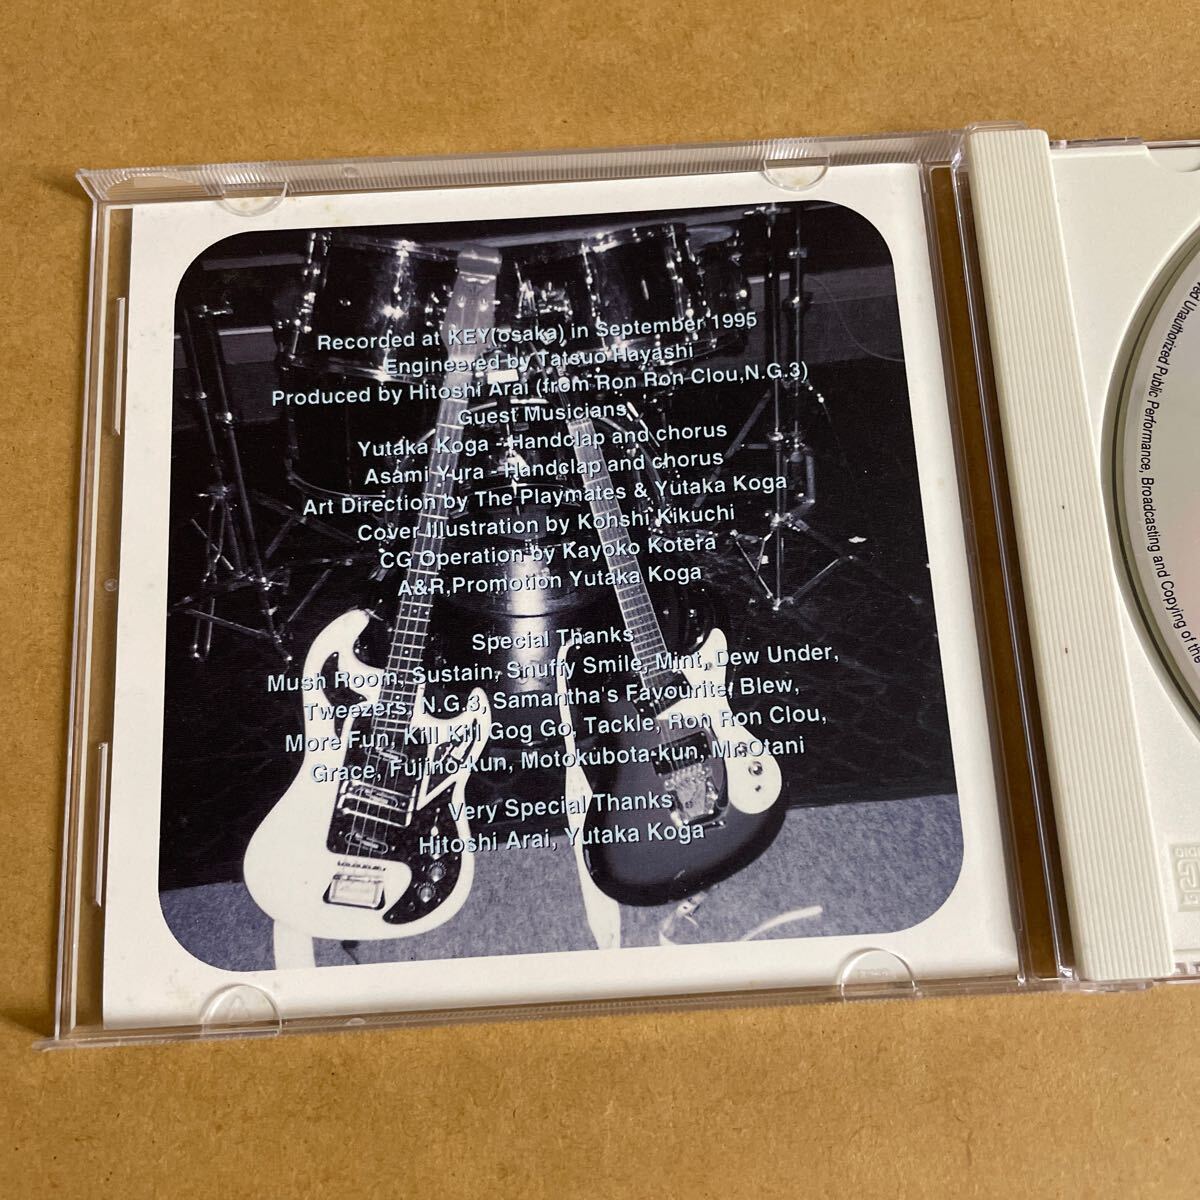 Recorded at KEY(osaka) in September 1995
Engineered by Tatsuo Hayashi
Produced by Hitoshi Arai (from Ron Ron Clou,N.G.3)
Guest Musicians
Yutaka Koga - Handclap and chorus
Asami Yura - Handclap and chorus
Art Direction by The Playmates & Yutaka Koga
Cover Illustration by Kohshi Kikuchi
CG Operation by Kayoko Kotera
A&R,Promotion Yutaka Koga
Special Thanks
Mush Room, Sustain, Snuffy Smile, Mint, Dew Under,
Tweezers, N.G.3, Samantha's Favourite, Blew,
More Fun, Kill Kill Gog Go, Tackle, Ron Ron Clou,
Grace, Fujino-kun, Motokubota-kun, Mr.Otani
Very Special Thanks
Hitoshi Arai, Yutaka Koga
Unauthorized Public Performance, Broadcasting and Copying of the